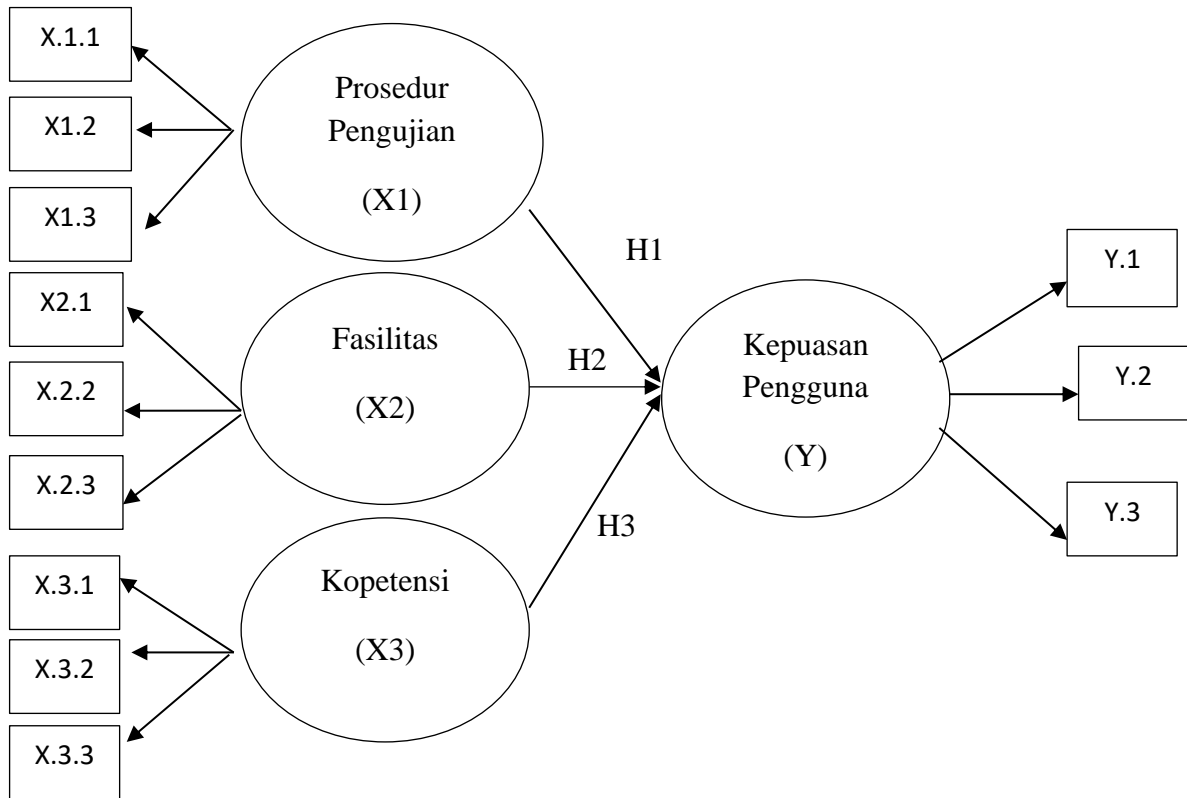 X.1.1
X1.2
X1.3
Prosedur
Pengujian
(X1)
H1
X2.1
X.2.2
X.2.3
Fasilitas
(X2)
H2
X.3.1
X.3.2
X.3.3
Kopetensi
(X3)
H3
Kepuasan
Pengguna
(Y)
Y.1
Y.2
Y.3